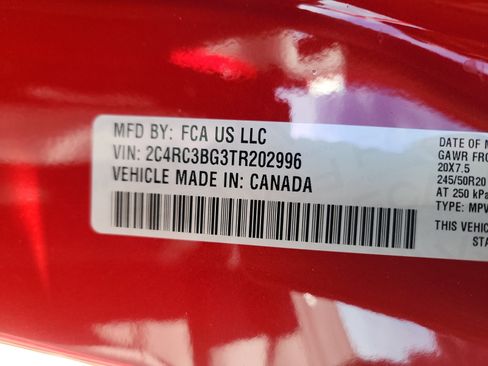 MFD BY: FCA US LLC
VIN: 2C4RC3BG3TR202996
VEHICLE MADE IN: CANADA
DATE OF M
GAWR FRO
20X7.5
245/50R20
AT 250 kPa
TYPE: MPV
THIS VEHIC
STA